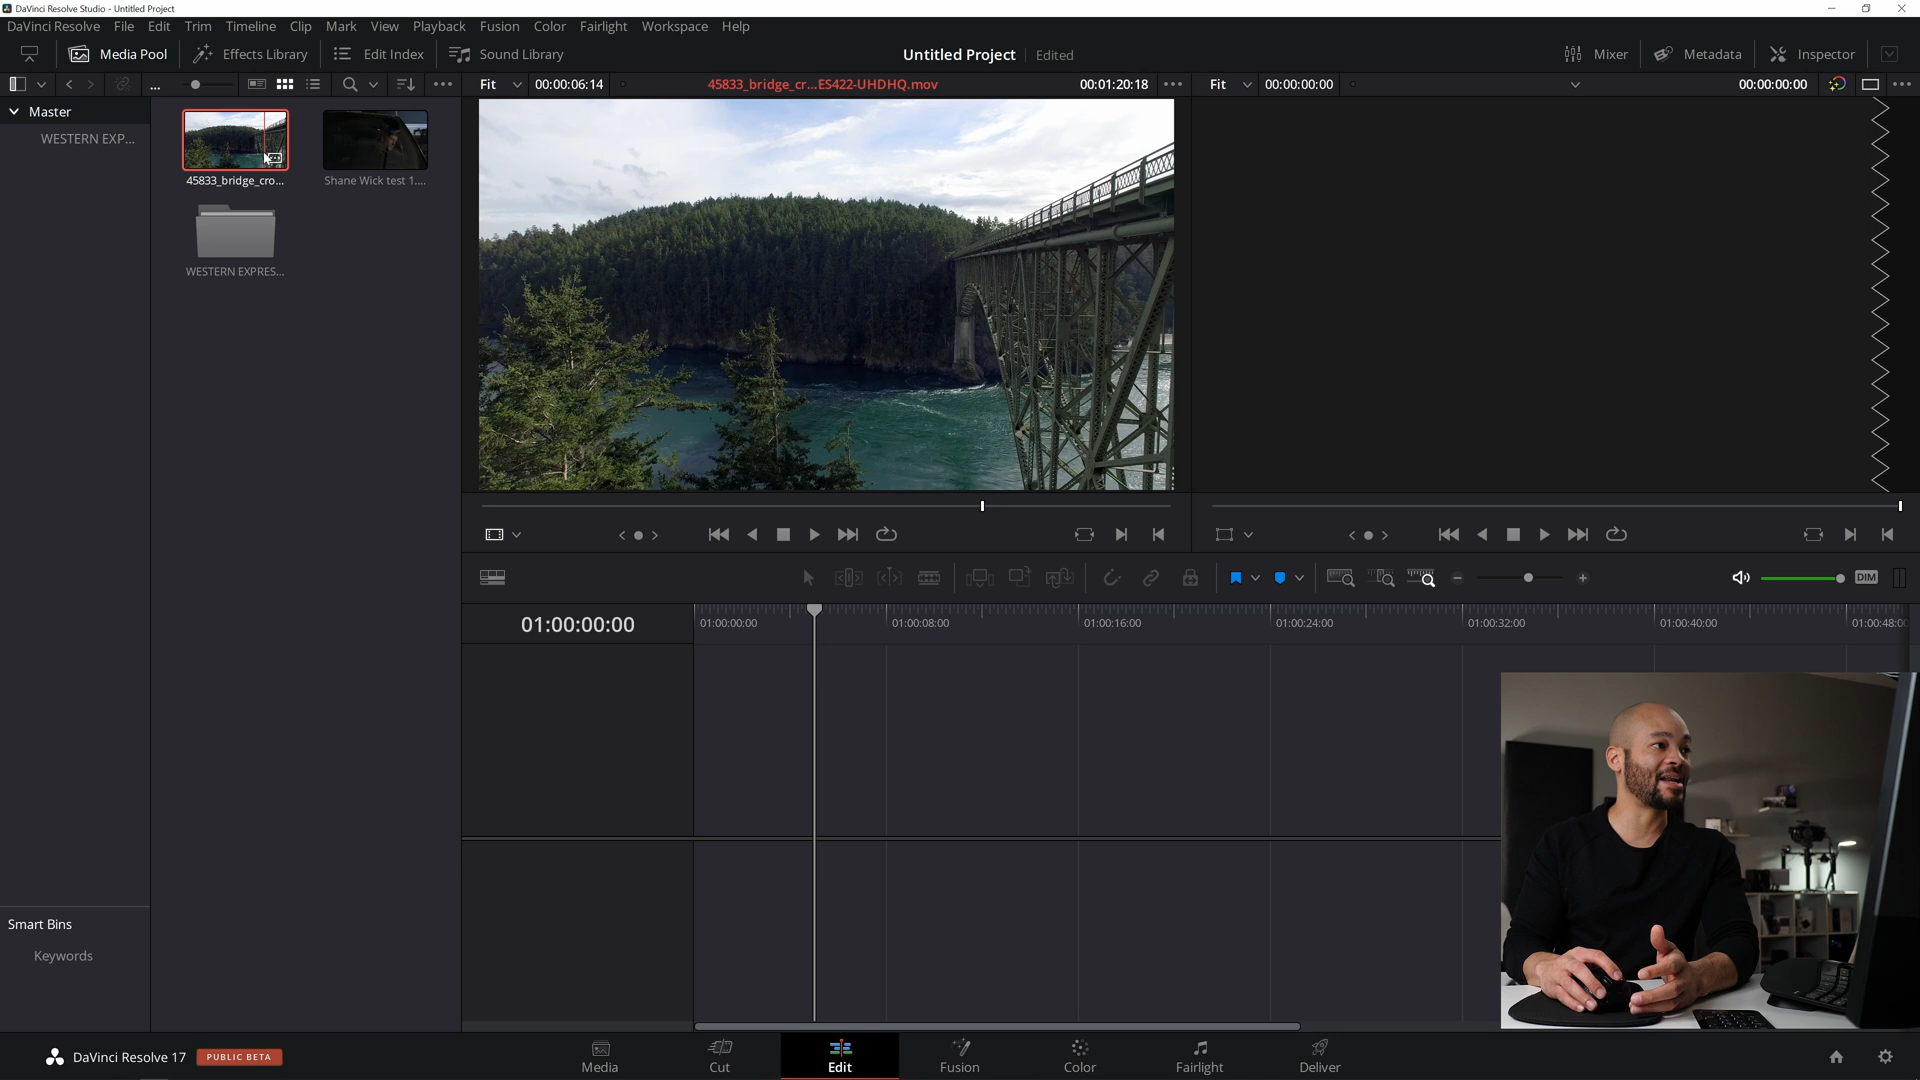 DaVinci Resolve Studio - Untitled Project
DaVinci Resolve File Edit Trim Timeline Clip Mark View Playback Fusion Color Fairlight Workspace Help
Media Pool Effects Library Edit Index Sound Library Untitled Project Edited Mixer Metadata Inspector
... Fit 00:00:06:14 45833_bridge_cr...ES422-UHDHQ.mov 00:01:20:18 Fit 00:00:00:00 00:00:00:00
Master
WESTERN EXP...
45833_bridge_cro... Shane Wick test 1....
WESTERN EXPRES...
DIM
01:00:00:00 01:00:00:00 01:00:08:00 01:00:16:00 01:00:24:00 01:00:32:00 01:00:40:00 01:00:48:00
Smart Bins
Keywords
DaVinci Resolve 17 PUBLIC BETA Media Cut Edit Fusion Color Fairlight Deliver